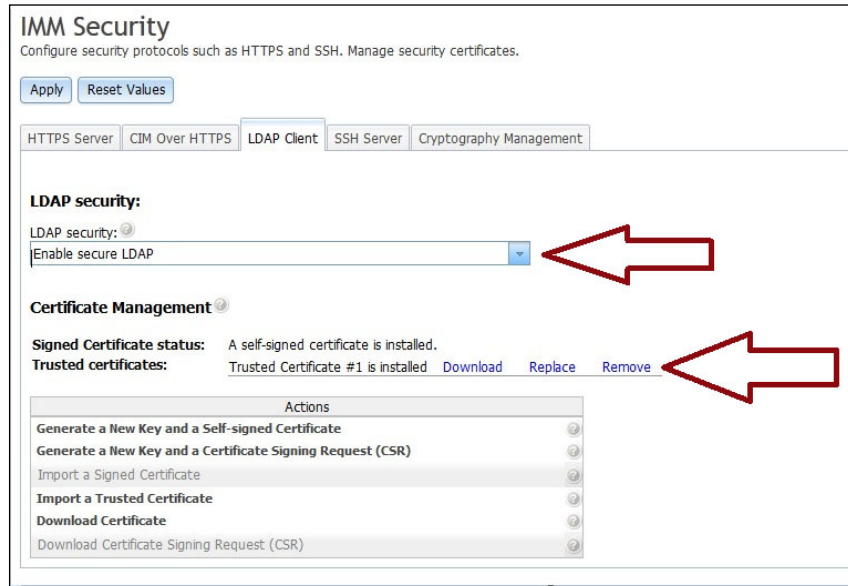 IMM Security
Configure security protocols such as HTTPS and SSH. Manage security certificates.
Apply Reset Values
HTTPS Server CIM Over HTTPS LDAP Client SSH Server Cryptography Management
LDAP security:
LDAP security:
Enable secure LDAP
Certificate Management
Signed Certificate status: A self-signed certificate is installed.
Trusted certificates: Trusted Certificate #1 is installed Download Replace Remove
Actions
Generate a New Key and a Self-signed Certificate
Generate a New Key and a Certificate Signing Request (CSR)
Import a Signed Certificate
Import a Trusted Certificate
Download Certificate
Download Certificate Signing Request (CSR)